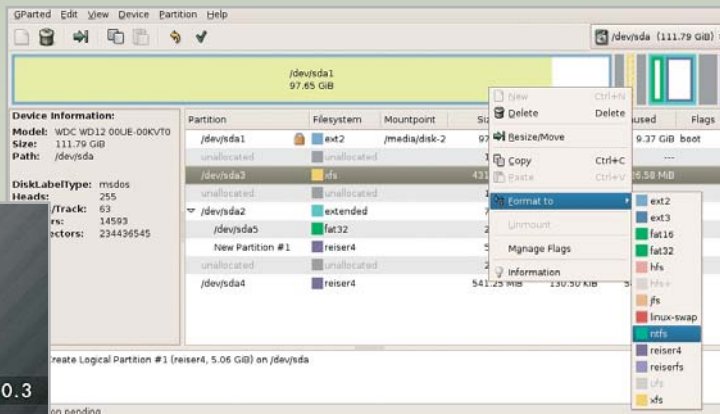 GParted Edit View Device Partition Help
/dev/sda (111.79 GiB)
/dev/sda1
97.65 GiB
Device Information:
Model: WDC WD12 00UE-00KVT0
Size: 111.79 GiB
Path: /dev/sda
DiskLabelType: msdos
Heads: 255
/Track: 63
rs: 14593
ectors: 234436545
Partition Filesystem Mountpoint Siz used Flags
/dev/sda1 ext2 /media/disk-2 97 9.37 GiB boot
unallocated unallocated ---
/dev/sda3 xfs 431 26.58 MiB
unallocated unallocated
/dev/sda2 extended
/dev/sda5 fat32
New Partition #1 reiser4
unallocated unallocated
/dev/sda4 reiser4 541.25 MiB 130.50 KiB
New Ctrl+N
Delete Delete
Resize/Move
Copy Ctrl+C
Paste Ctrl+V
Format to
Unmount
Manage Flags
Information
ext2
ext3
fat16
fat32
hfs
hfs+
jfs
linux-swap
ntfs
reiser4
reiserfs
ufs
xfs
reate Logical Partition #1 (reiser4, 5.06 GiB) on /dev/sda
0.3
on pending